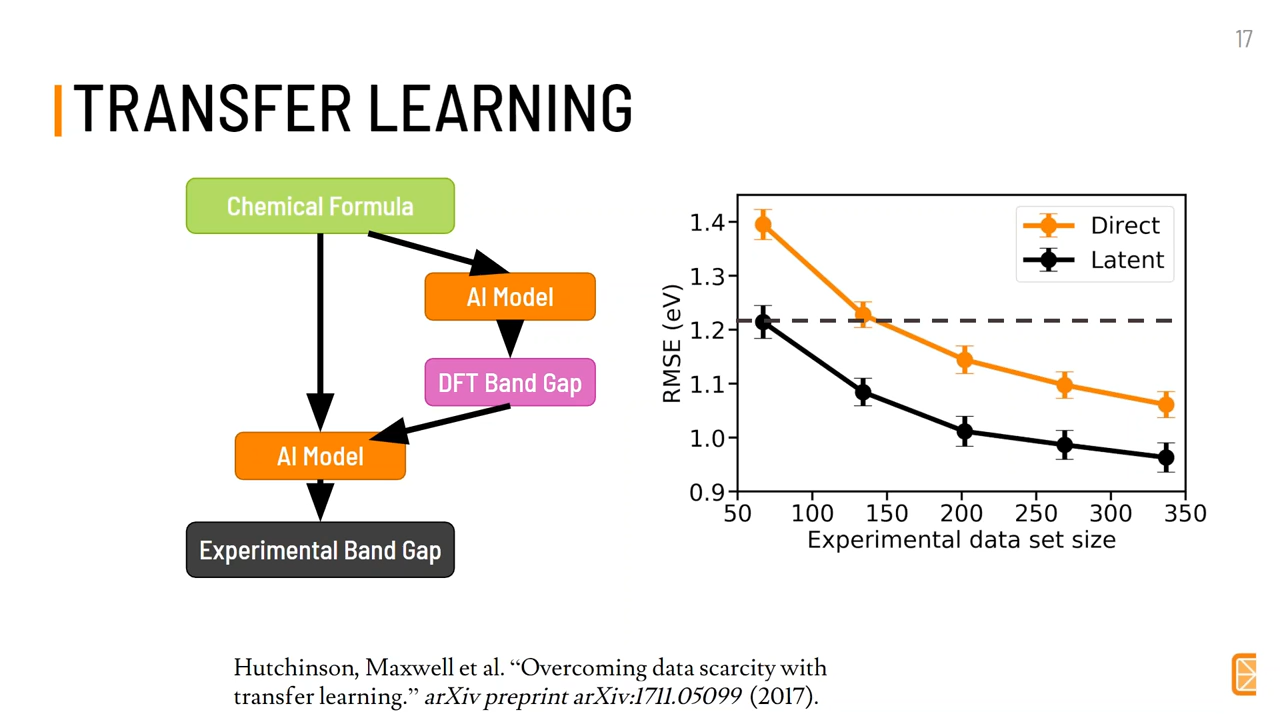 17
TRANSFER LEARNING
Chemical Formula
AI Model
DFT Band Gap
AI Model
Experimental Band Gap
Direct
Latent
RMSE (eV)
1.4
1.3
1.2
1.1
1.0
0.9
50 100 150 200 250 300 350
Experimental data set size
Hutchinson, Maxwell et al. “Overcoming data scarcity with
transfer learning.” arXiv preprint arXiv:1711.05099 (2017).